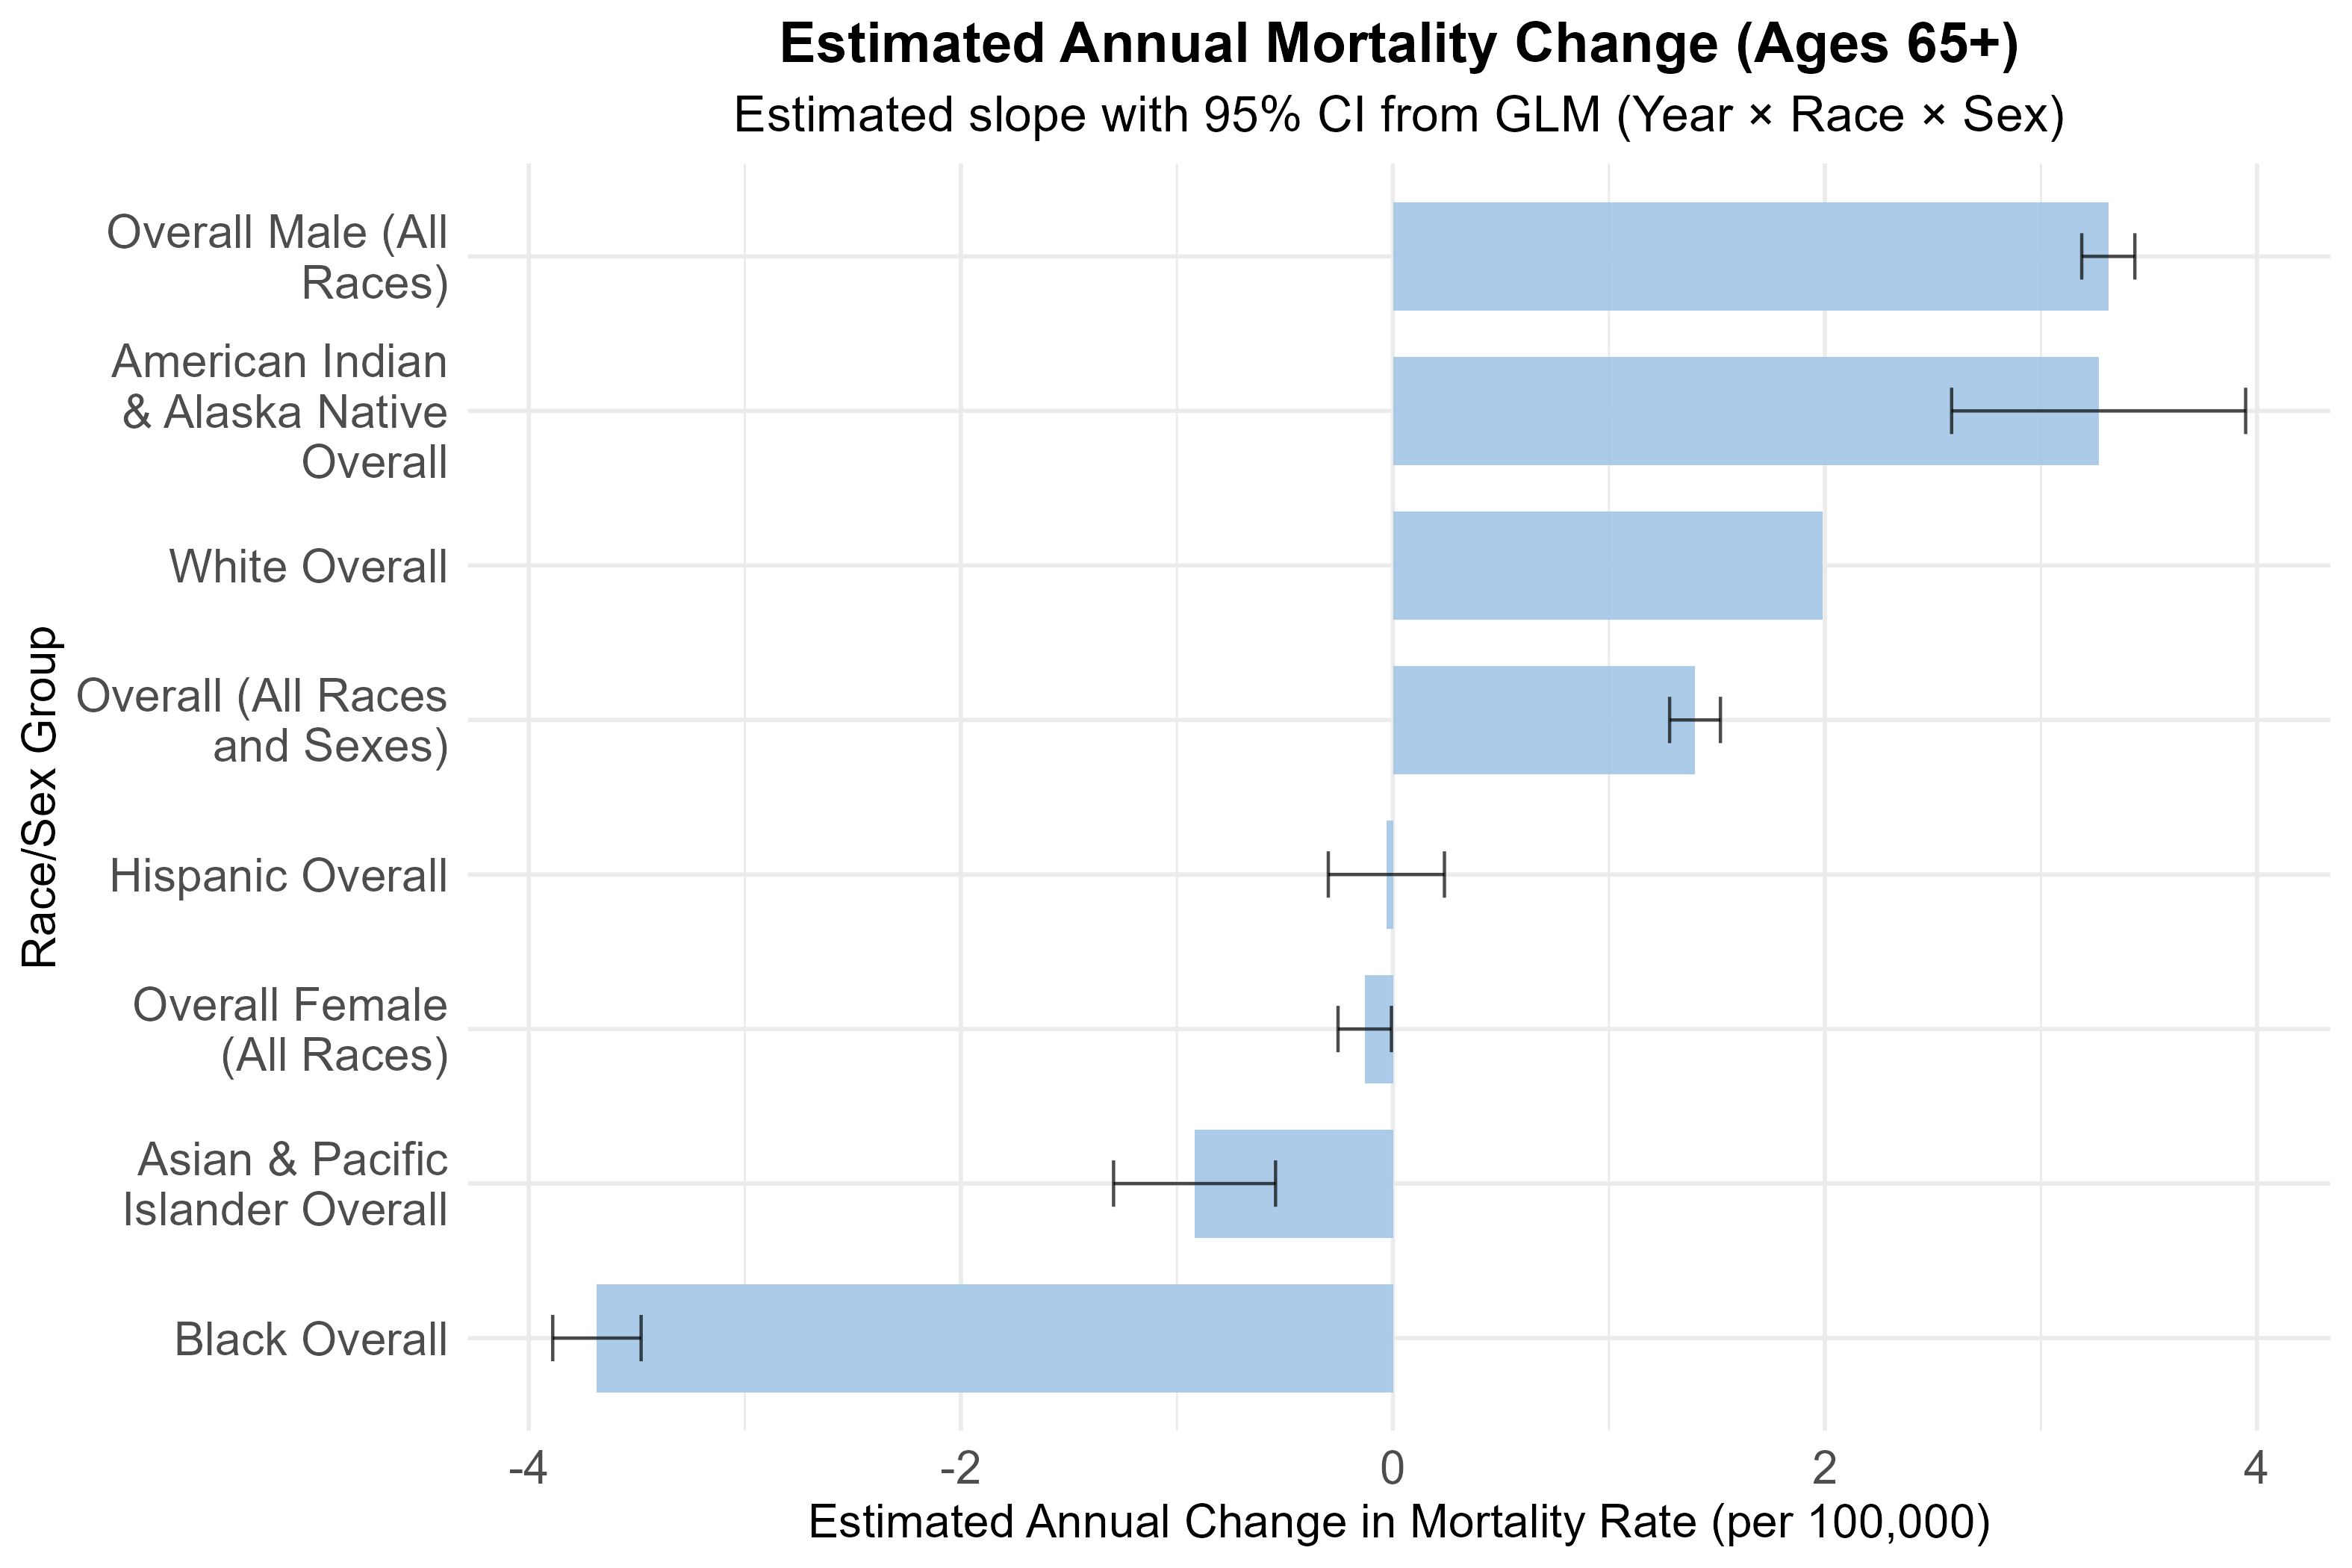 Estimated Annual Mortality Change (Ages 65+)
Estimated slope with 95% CI from GLM (Year × Race × Sex)
Race/Sex Group
Overall Male (All
Races)
American Indian
& Alaska Native
Overall
White Overall
Overall (All Races
and Sexes)
Hispanic Overall
Overall Female
(All Races)
Asian & Pacific
Islander Overall
Black Overall
-4 -2 0 2 4
Estimated Annual Change in Mortality Rate (per 100,000)